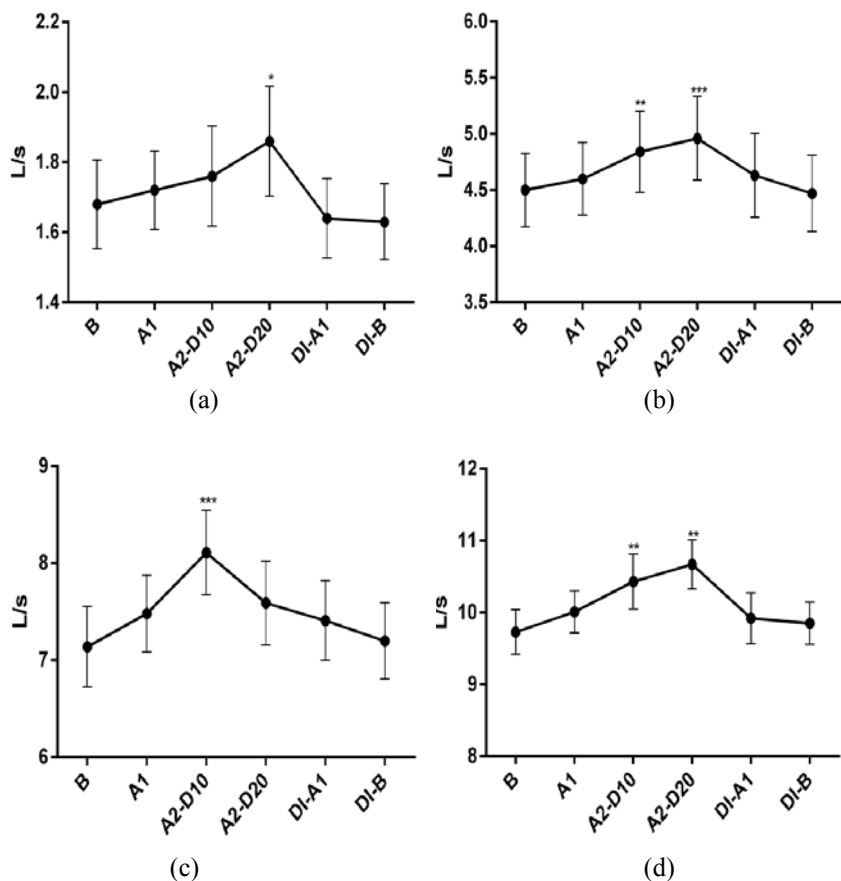 2.2
2.0
1.8
1.6
1.4
L/s
*
B
A1
A2-D10
A2-D20
DI-A1
DI-B
(a)
6.0
5.5
5.0
4.5
4.0
3.5
L/s
**
***
B
A1
A2-D10
A2-D20
DI-A1
DI-B
(b)
9
8
7
6
L/s
***
B
A1
A2-D10
A2-D20
DI-A1
DI-B
(c)
12
11
10
9
8
L/s
**
**
B
A1
A2-D10
A2-D20
DI-A1
DI-B
(d)